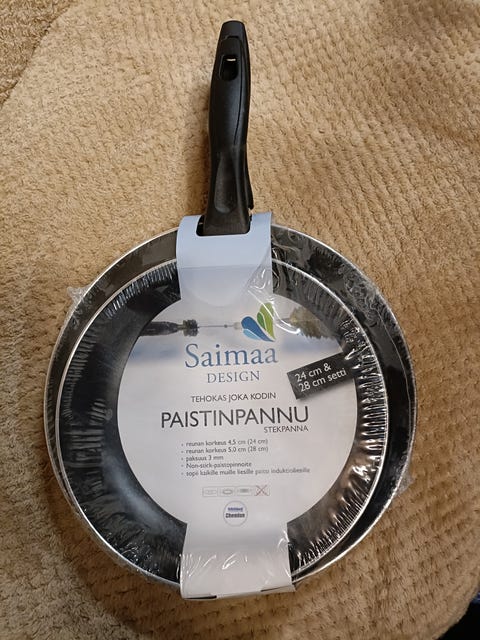 Saimaa
DESIGN
24 cm &
28 cm setti
TEHOKAS JOKA KODIN
PAISTINPANNU
STEKPANNA
• reunan korkeus 4,5 cm (24 cm)
• reunan korkeus 5,0 cm (28 cm)
• paksuus 3 mm
• Non-stick-paistopinnoite
• sopii kaikille muille liesille paitsi induktioliesille
Chemlon